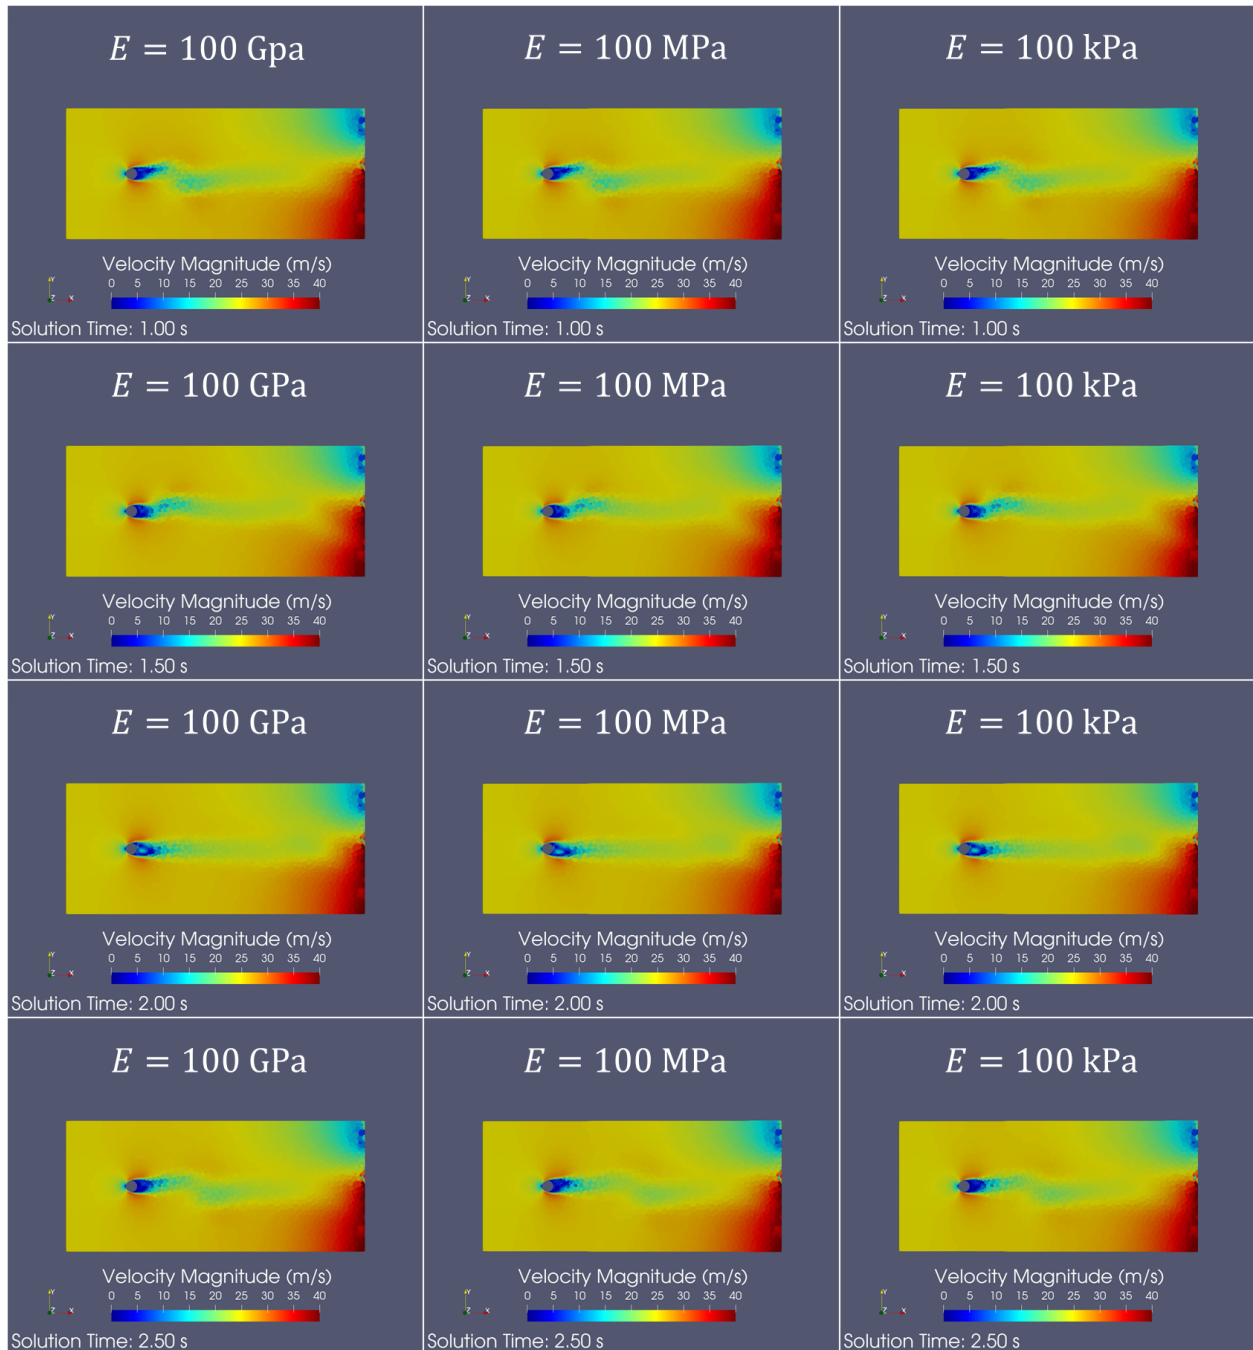 E = 100 Gpa
Velocity Magnitude (m/s)
0 5 10 15 20 25 30 35 40
Y
Z X
Solution Time: 1.00 s
E = 100 MPa
Velocity Magnitude (m/s)
0 5 10 15 20 25 30 35 40
Y
Z X
Solution Time: 1.00 s
E = 100 kPa
Velocity Magnitude (m/s)
0 5 10 15 20 25 30 35 40
Y
Z X
Solution Time: 1.00 s
E = 100 GPa
Velocity Magnitude (m/s)
0 5 10 15 20 25 30 35 40
Y
Z X
Solution Time: 1.50 s
E = 100 MPa
Velocity Magnitude (m/s)
0 5 10 15 20 25 30 35 40
Y
Z X
Solution Time: 1.50 s
E = 100 kPa
Velocity Magnitude (m/s)
0 5 10 15 20 25 30 35 40
Y
Z X
Solution Time: 1.50 s
E = 100 GPa
Velocity Magnitude (m/s)
0 5 10 15 20 25 30 35 40
Y
Z X
Solution Time: 2.00 s
E = 100 MPa
Velocity Magnitude (m/s)
0 5 10 15 20 25 30 35 40
Y
Z X
Solution Time: 2.00 s
E = 100 kPa
Velocity Magnitude (m/s)
0 5 10 15 20 25 30 35 40
Y
Z X
Solution Time: 2.00 s
E = 100 GPa
Velocity Magnitude (m/s)
0 5 10 15 20 25 30 35 40
Y
Z X
Solution Time: 2.50 s
E = 100 MPa
Velocity Magnitude (m/s)
0 5 10 15 20 25 30 35 40
Y
Z X
Solution Time: 2.50 s
E = 100 kPa
Velocity Magnitude (m/s)
0 5 10 15 20 25 30 35 40
Y
Z X
Solution Time: 2.50 s